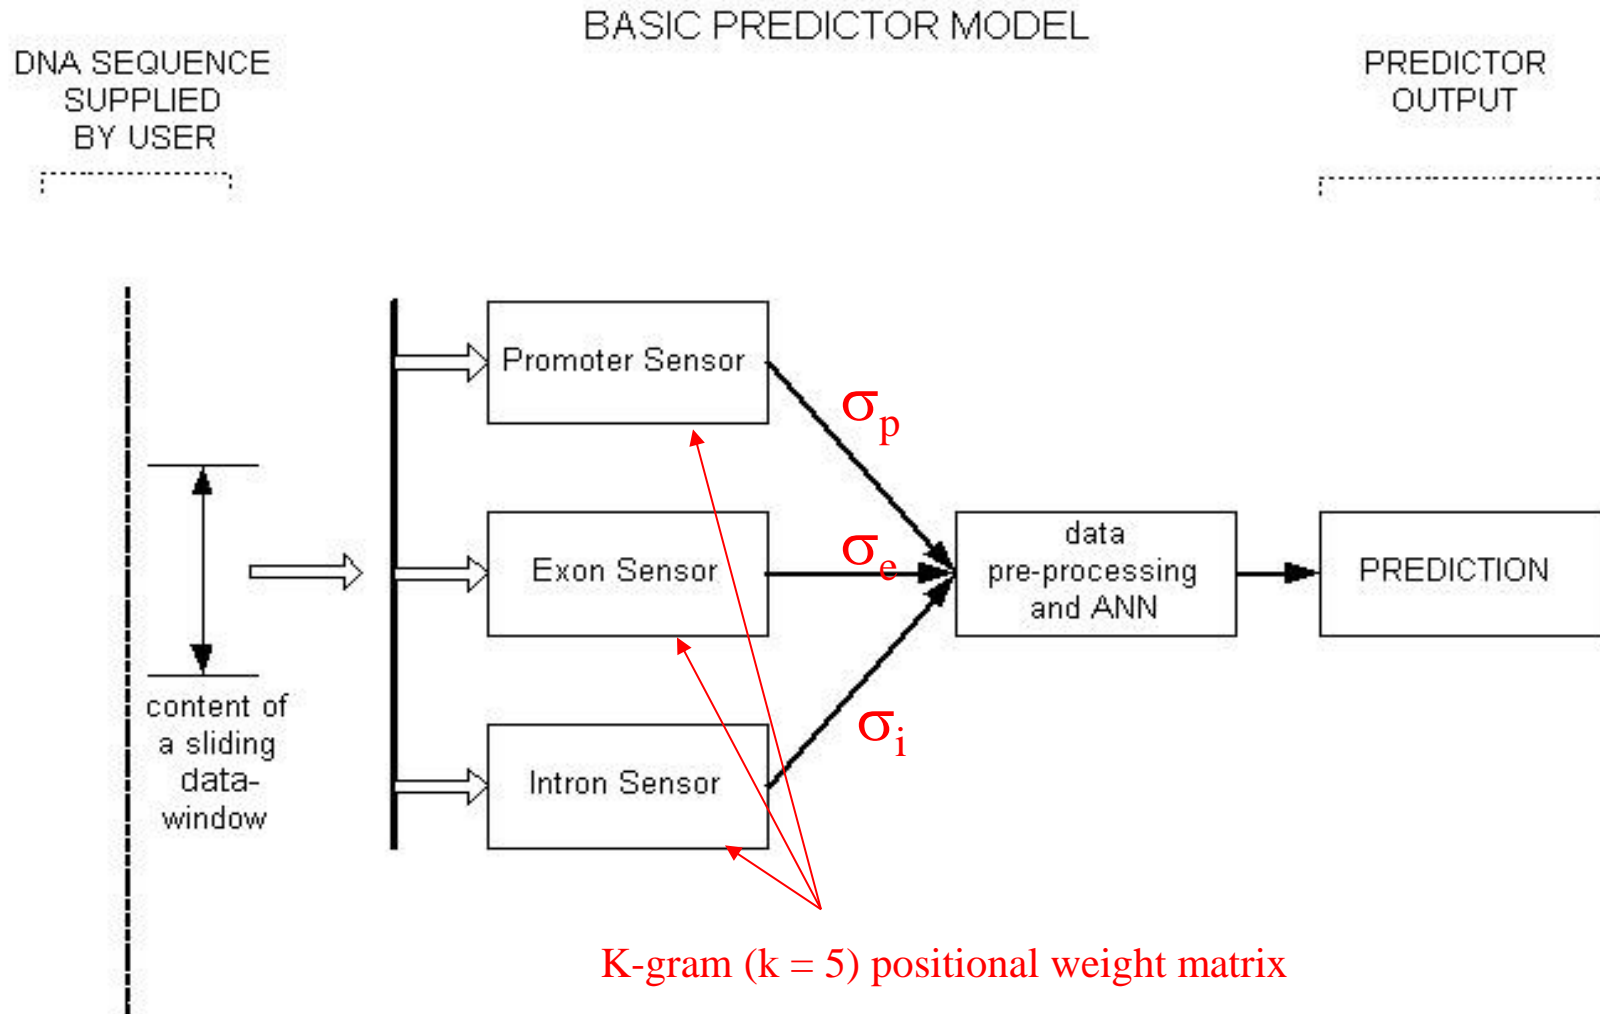 BASIC PREDICTOR MODEL
DNA SEQUENCE
SUPPLIED
BY USER
PREDICTOR
OUTPUT
Promoter Sensor
σp
Exon Sensor
σe
data
pre-processing
and ANN
PREDICTION
content of
a sliding
data-
window
Intron Sensor
σi
K-gram (k = 5) positional weight matrix